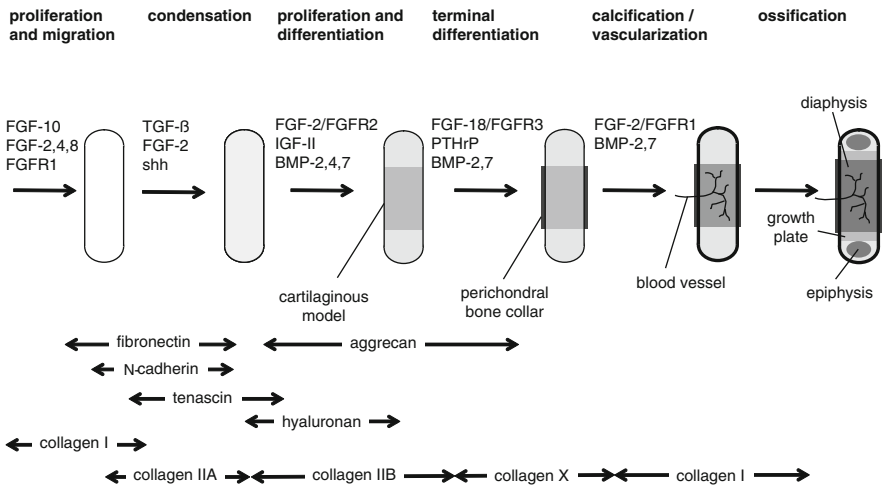 proliferation
and migration
condensation
proliferation and
differentiation
terminal
differentiation
calcification /
vascularization
ossification
FGF-10
FGF-2,4,8
FGFR1
TGF-ß
FGF-2
shh
FGF-2/FGFR2
IGF-II
BMP-2,4,7
FGF-18/FGFR3
PTHrP
BMP-2,7
FGF-2/FGFR1
BMP-2,7
diaphysis
growth
plate
epiphysis
blood vessel
perichondral
bone collar
cartilaginous
model
fibronectin
aggrecan
N-cadherin
tenascin
hyaluronan
collagen I
collagen IIA
collagen IIB
collagen X
collagen I